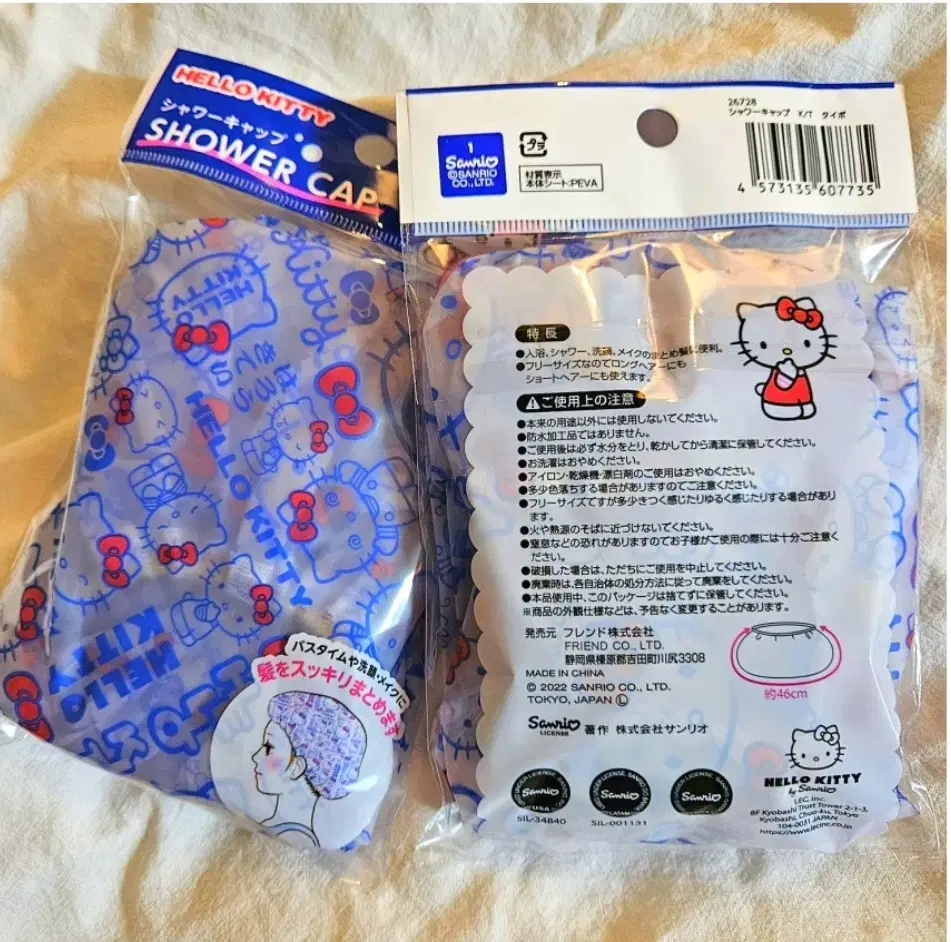 HELLO KITTY
シャワーキャップ
SHOWER CAP
HELLO
KITTY
kitty
きてぃ
はろう
HELLO KITTY
HELLO
KITTY
バスタイムや洗顔・メイクに
髪をスッキリまとめます
1
Sanrio
©SANRIO
CO., LTD.
プラ
材質表示
本体シート:PEVA
26728
シャワーキャップ K/T タイポ
4 573135 607735
特長
●入浴、シャワー、洗顔、メイクのまとめ髪に便利。
●フリーサイズなのでロングヘアーにも
ショートヘアーにも使えます。
⚠ご使用上の注意
●本来の用途以外には使用しないでください。
●防水加工品ではありません。
●ご使用後は必ず水分をとり、乾かしてから清潔に保管してください。
●お洗濯はおやめください。
●アイロン・乾燥機・漂白剤のご使用はおやめください。
●多少色落ちする場合がありますのでご注意ください。
●フリーサイズですが多少きつく感じたりゆるく感じたりする場合があり
ます。
●火や熱源のそばに近づけないでください。
●窒息などの恐れがありますのでお子様がご使用の際には十分ご注意く
ださい。
●破損した場合は、ただちにご使用を中止してください。
●廃棄時は、各自治体の処分方法に従って廃棄をしてください。
●本品使用中、このパッケージは捨てずに保管してください。
※商品の外観仕様などは、予告なく変更することがあります。
発売元 フレンド株式会社
FRIEND CO., LTD.
静岡県榛原郡吉田町川尻3308
MADE IN CHINA
© 2022 SANRIO CO., LTD.
TOKYO, JAPAN Ⓛ
約46cm
Sanrio
LICENSE
著作 株式会社サンリオ
Sanrio
USA
SIL-34840
Sanrio
LATAM
SIL-001131
Sanrio
HELLO KITTY
by Sanrio
LEC, Inc.
8F Kyobashi Trust Tower 2-1-3,
Kyobashi, Chuo-ku, Tokyo
104-0031 JAPAN
https://www.lecinc.co.jp